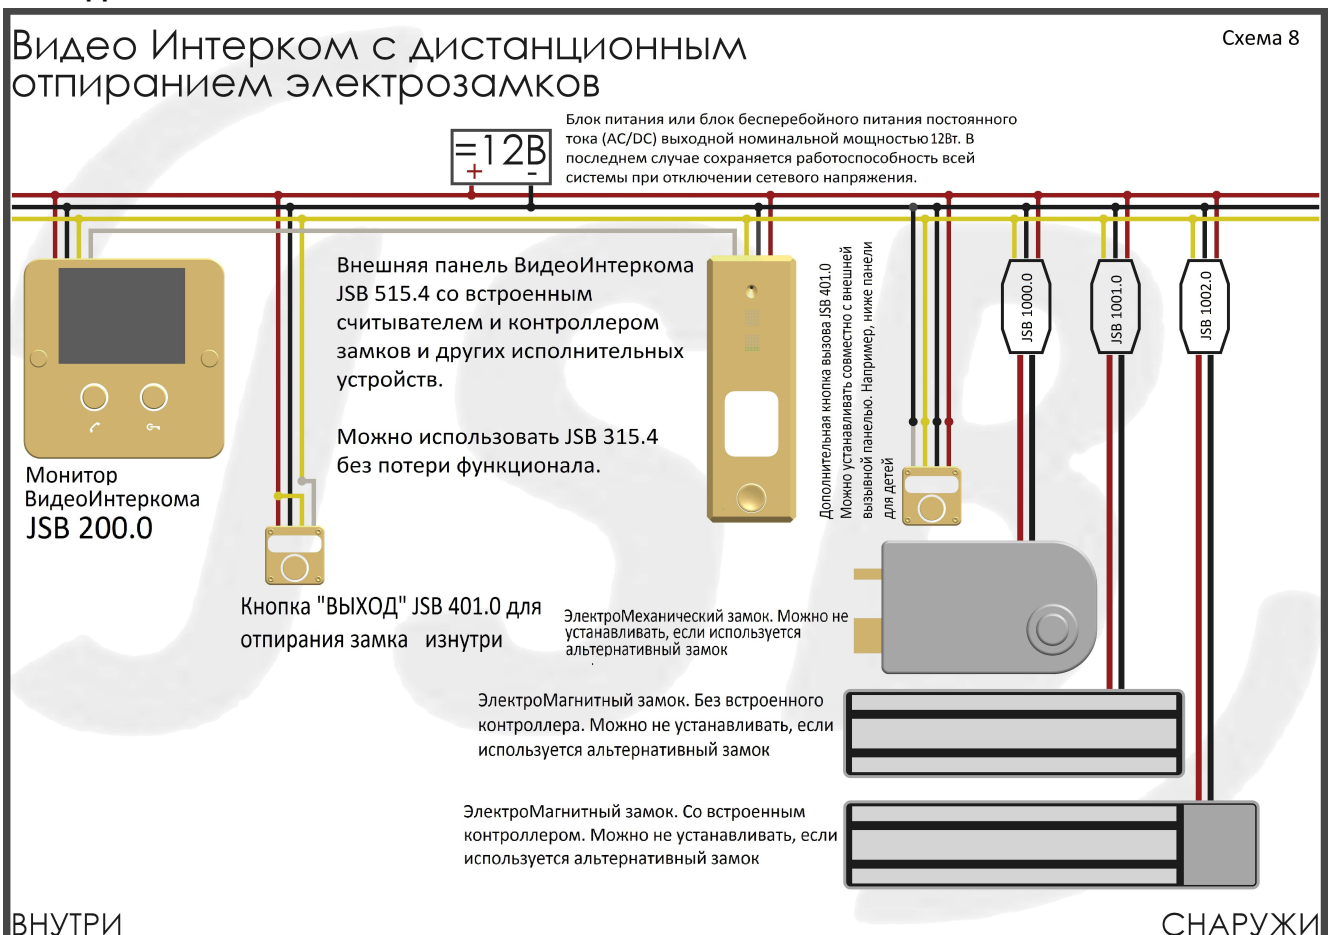 Видео Интерком с дистанционным
отпиранием электрозамков
Схема 8
Блок питания или блок бесперебойного питания постоянного
тока (AC/DC) выходной номинальной мощностью 12Вт. В
последнем случае сохраняется работоспособность всей
системы при отключении сетевого напряжения.
=12В
+ -
Внешняя панель ВидеоИнтеркома
JSB 515.4 со встроенным
считывателем и контроллером
замков и других исполнительных
устройств.
Можно использовать JSB 315.4
без потери функционала.
Дополнительная кнопка вызова JSB 401.0
Можно устанавливать совместно с внешней
вызывной панелью. Например, ниже панели
для детей
JSB 1000.0
JSB 1001.0
JSB 1002.0
Монитор
ВидеоИнтеркома
JSB 200.0
Кнопка "ВЫХОД" JSB 401.0 для
отпирания замка изнутри
ЭлектроМеханический замок. Можно не
устанавливать, если используется
альтернативный замок
ЭлектроМагнитный замок. Без встроенного
контроллера. Можно не устанавливать, если
используется альтернативный замок
ЭлектроМагнитный замок. Со встроенным
контроллером. Можно не устанавливать, если
используется альтернативный замок
ВНУТРИ
СНАРУЖИ
JSB